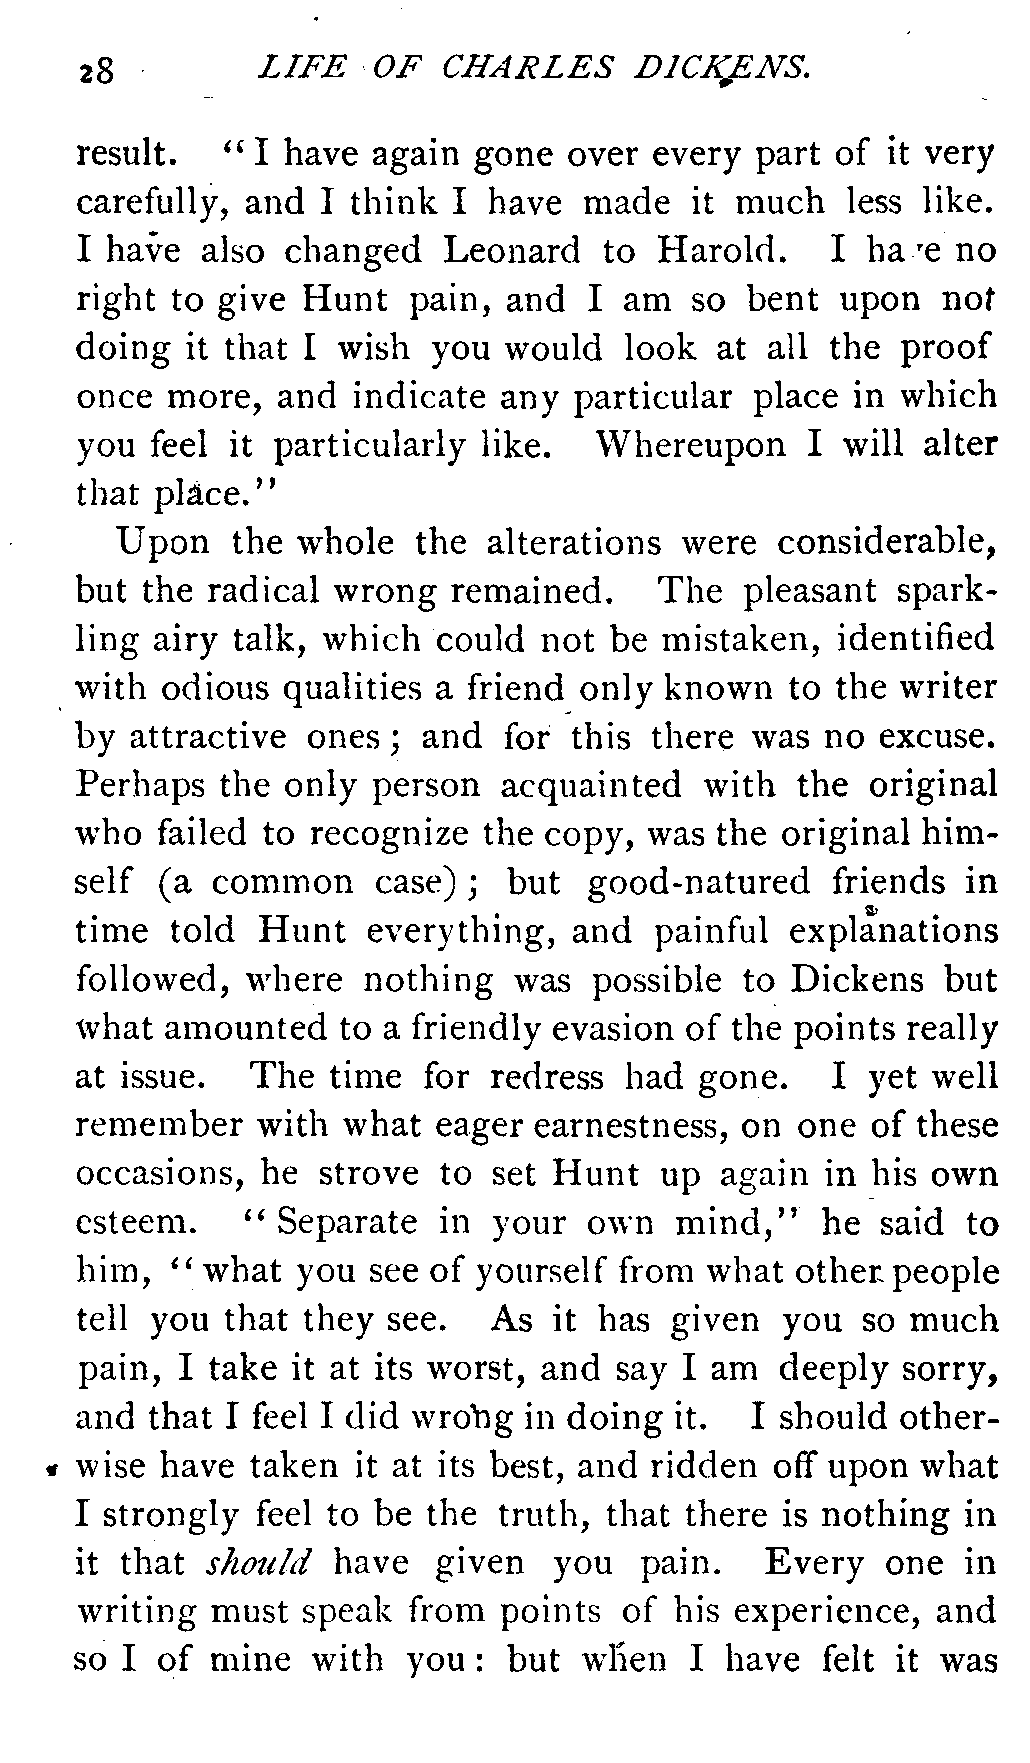 28 LIFE OF CHARLES DICKENS.
result. "I have again gone over every part of it very
carefully, and I think I have made it much less like.
I have also changed Leonard to Harold. I have no
right to give Hunt pain, and I am so bent upon not
doing it that I wish you would look at all the proof
once more, and indicate any particular place in which
you feel it particularly like. Whereupon I will alter
that place."
Upon the whole the alterations were considerable,
but the radical wrong remained. The pleasant spark-
ling airy talk, which could not be mistaken, identified
with odious qualities a friend only known to the writer
by attractive ones; and for this there was no excuse.
Perhaps the only person acquainted with the original
who failed to recognize the copy, was the original him-
self (a common case); but good-natured friends in
time told Hunt everything, and painful explanations
followed, where nothing was possible to Dickens but
what amounted to a friendly evasion of the points really
at issue. The time for redress had gone. I yet well
remember with what eager earnestness, on one of these
occasions, he strove to set Hunt up again in his own
esteem. "Separate in your own mind," he said to
him, "what you see of yourself from what other people
tell you that they see. As it has given you so much
pain, I take it at its worst, and say I am deeply sorry,
and that I feel I did wrong in doing it. I should other-
wise have taken it at its best, and ridden off upon what
I strongly feel to be the truth, that there is nothing in
it that should have given you pain. Every one in
writing must speak from points of his experience, and
so I of mine with you: but when I have felt it was